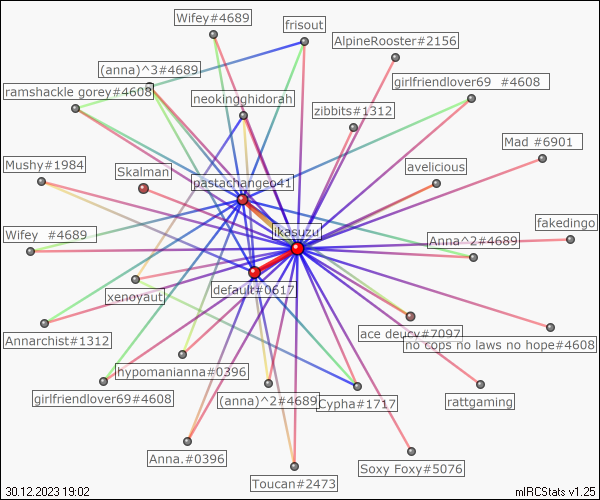 Wifey#4689
frisout
AlpineRooster#2156
(anna)^3#4689
girlfriendlover69 #4608
ramshackle gorey#4608
neokingghidorah
zibbits#1312
Mad #6901
Mushy#1984
Skalman
avelicious
pastachangeo41
fakedingo
ikasuzu
Wifey #4689
Anna^2#4689
default#0617
xenoyauti
Annarchist#1312
ace deucy#7097
no cops no laws no hope#4608
hypomanianna#0396
girlfriendlover69#4608
(anna)^2#4689
Cypha#1717
rattgaming
Anna.#0396
Soxy Foxy#5076
Toucan#2473
30.12.2023 19:02
mIRCStats v1.25